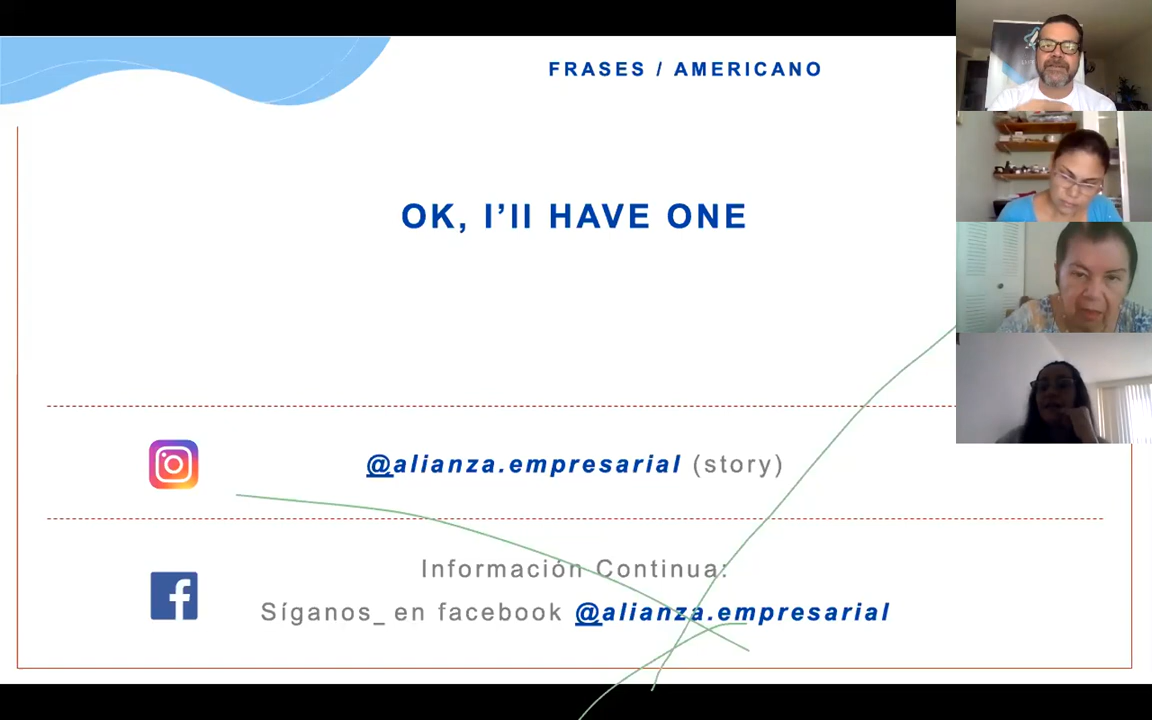 FRASES / AMERICANO
OK, I'll HAVE ONE
@alianza.empresarial (story)
Información Continua:
Síganos_ en facebook @alianza.empresarial